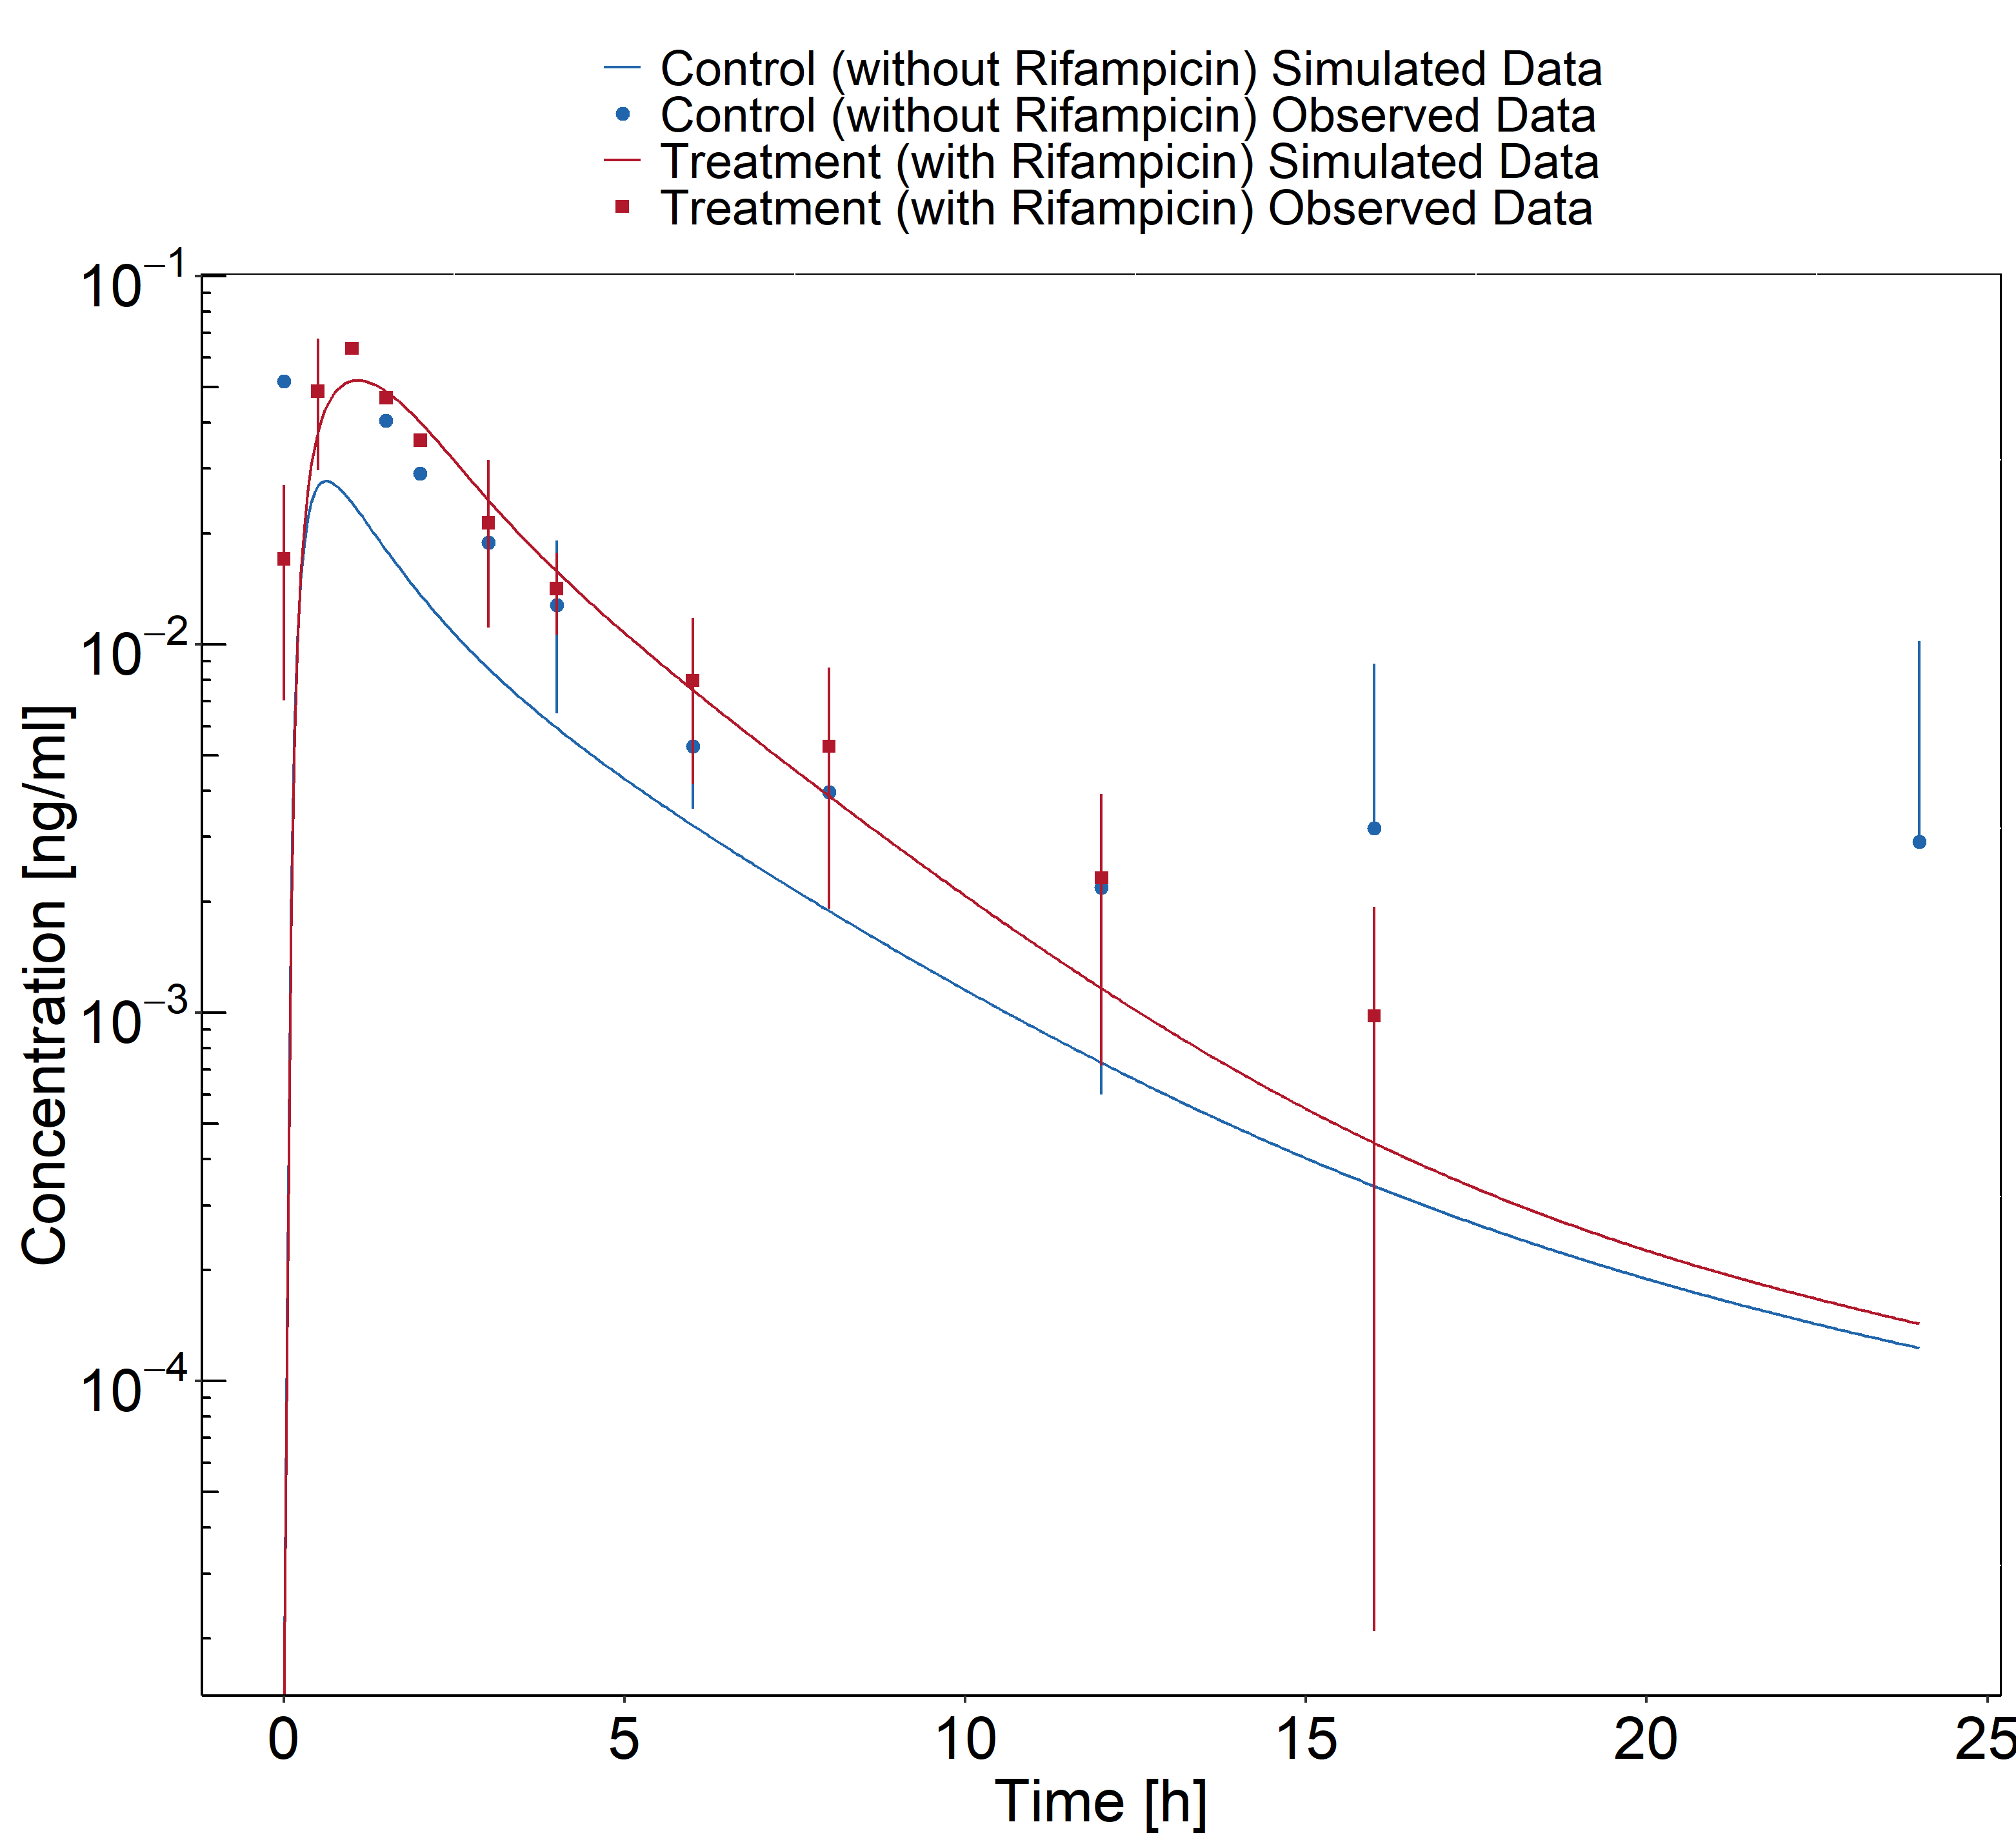 Control (without Rifampicin) Simulated Data
Control (without Rifampicin) Observed Data
Treatment (with Rifampicin) Simulated Data
Treatment (with Rifampicin) Observed Data
10−1
10−2
10−3
10−4
Concentration [ng/ml]
0 5 10 15 20 25
Time [h]